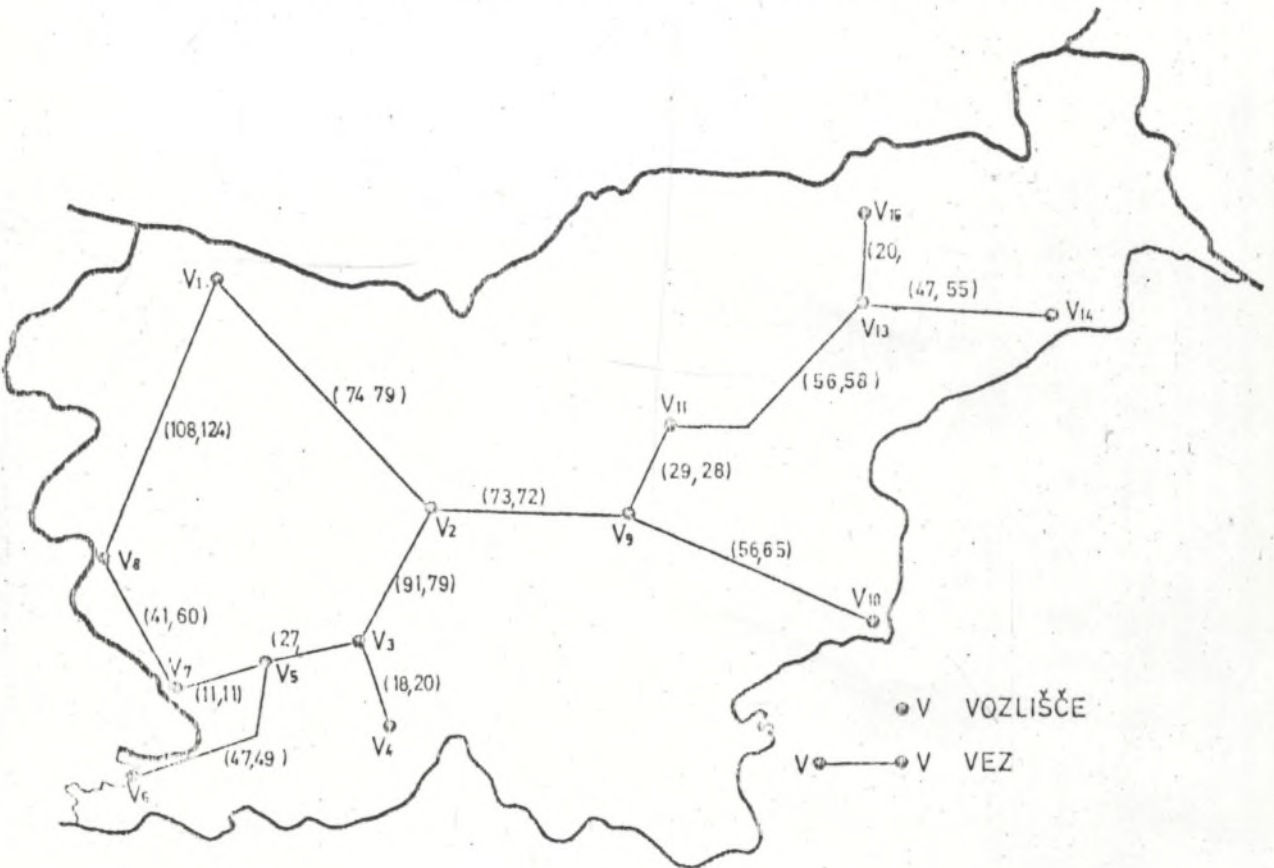 V15
(20,
V1
(47, 55)
V14
V13
(74 79)
(56,58)
V11
(108,124)
(29, 28)
(73,72)
V2
V9
V8
(56,65)
(91,79)
(41,60)
V10
(27,
V3
V7
V5
(11,11)
(18,20)
V VOZLIŠČE
V4
(47,49)
V V VEZ
V6